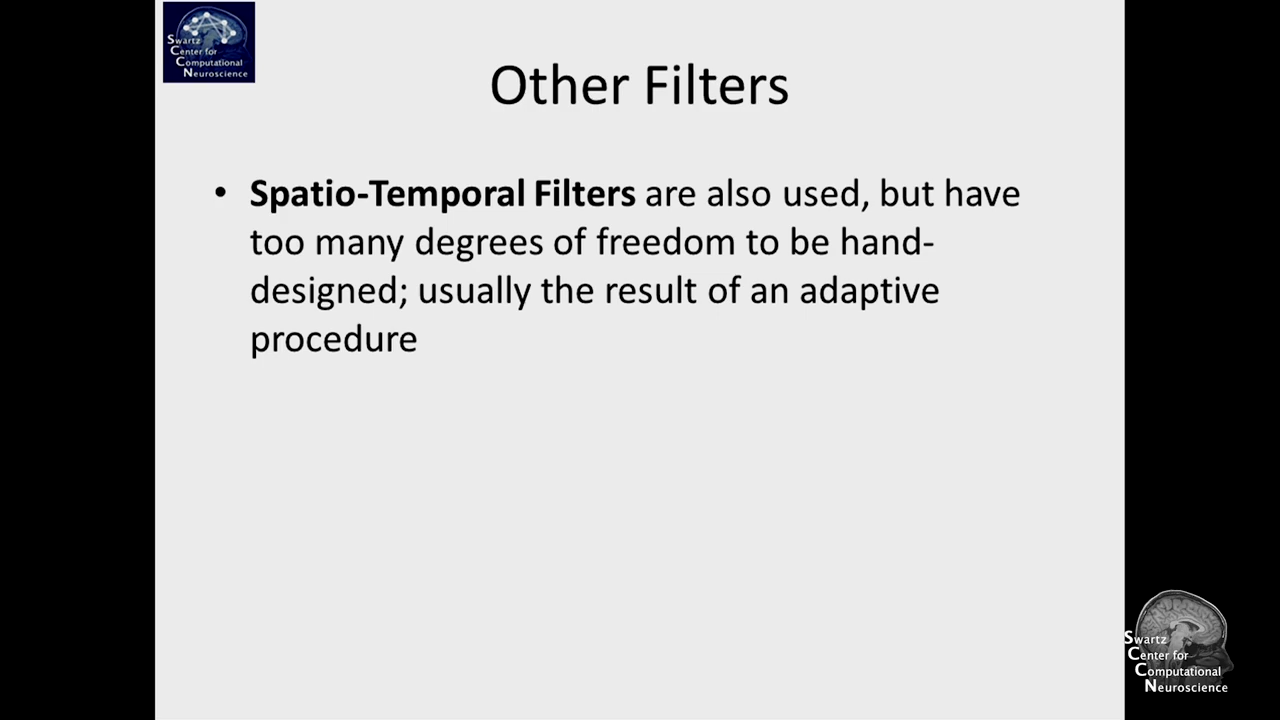 Swartz
Center for
Computational
Neuroscience
Other Filters
• Spatio-Temporal Filters are also used, but have
too many degrees of freedom to be hand-
designed; usually the result of an adaptive
procedure
Swartz
Center for
Computational
Neuroscience